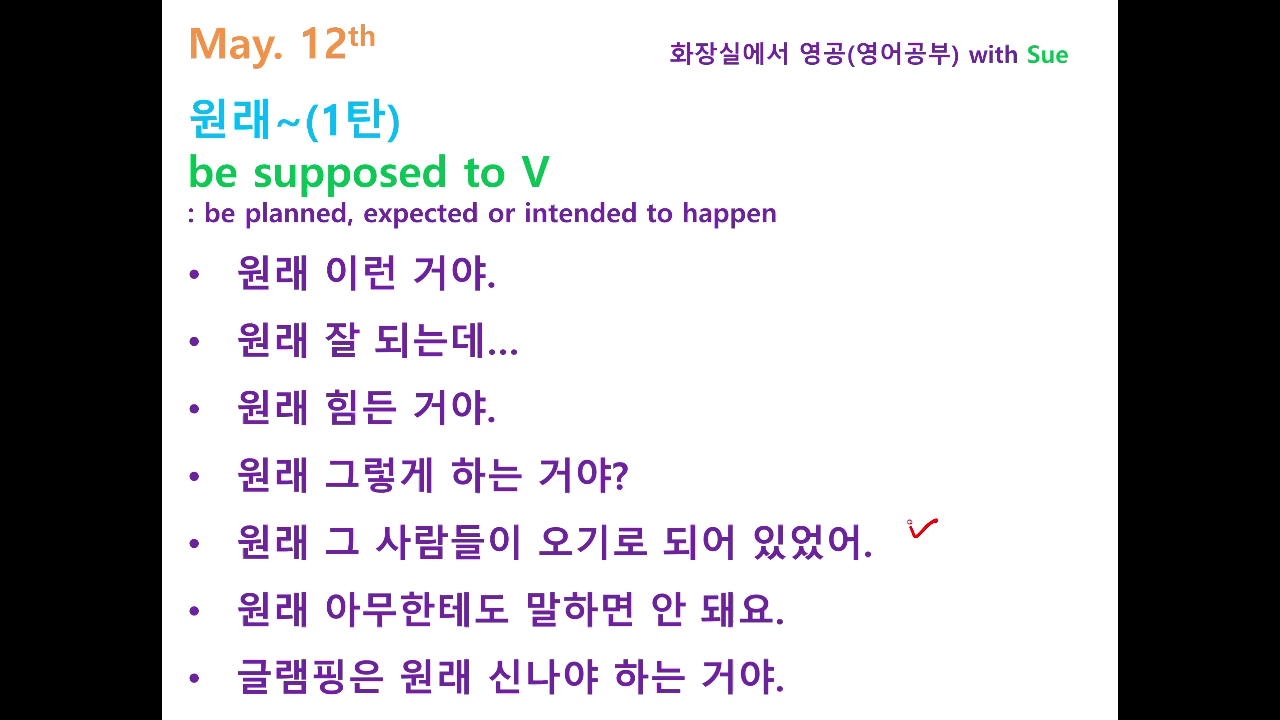 May. 12th
화장실에서 영공(영어공부) with Sue
원래~(1탄)
be supposed to V
: be planned, expected or intended to happen
• 원래 이런 거야.
• 원래 잘 되는데...
• 원래 힘든 거야.
• 원래 그렇게 하는 거야?
• 원래 그 사람들이 오기로 되어 있었어.
• 원래 아무한테도 말하면 안 돼요.
• 글램핑은 원래 신나야 하는 거야.